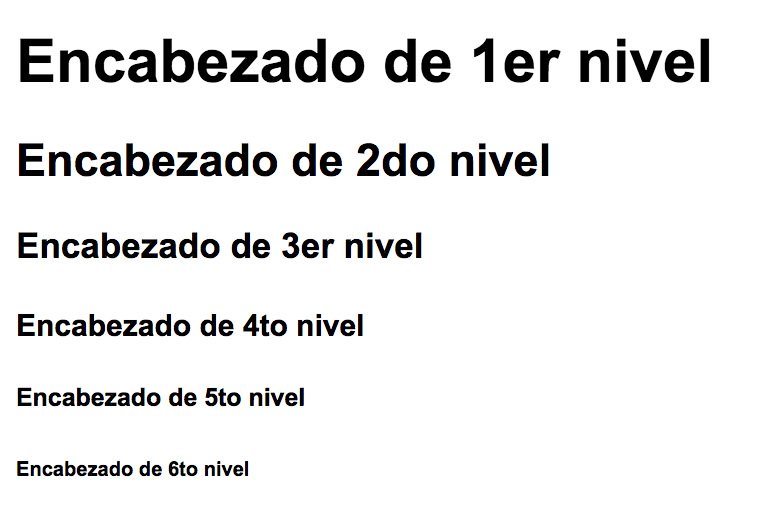 Encabezado de 1er nivel
Encabezado de 2do nivel
Encabezado de 3er nivel
Encabezado de 4to nivel
Encabezado de 5to nivel
Encabezado de 6to nivel